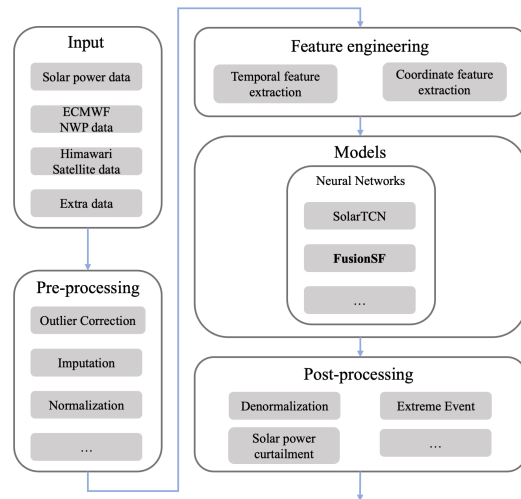 Input
Solar power data
ECMWF
NWP data
Himawari
Satellite data
Extra data
Pre-processing
Outlier Correction
Imputation
Normalization
…
Feature engineering
Temporal feature
extraction
Coordinate feature
extraction
Models
Neural Networks
SolarTCN
FusionSF
…
Post-processing
Denormalization
Extreme Event
Solar power
curtailment
…